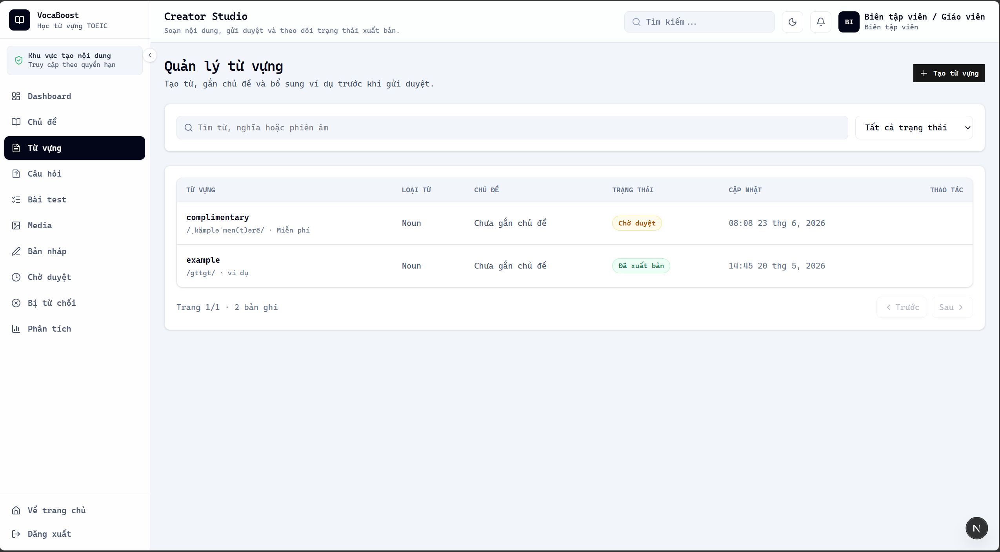 VocaBoost
Học từ vựng TOEIC
Khu vực tạo nội dung
Truy cập theo quyền hạn
Dashboard
Chủ đề
Từ vựng
Câu hỏi
Bài test
Media
Bản nháp
Chờ duyệt
Bị từ chối
Phân tích
Về trang chủ
Đăng xuất
Creator Studio
Soạn nội dung, gửi duyệt và theo dõi trạng thái xuất bản.
Tìm kiếm...
BI
Biên tập viên / Giáo viên
Biên tập viên
Quản lý từ vựng
Tạo từ, gắn chủ đề và bổ sung ví dụ trước khi gửi duyệt.
Tạo từ vựng
Tìm từ, nghĩa hoặc phiên âm
Tất cả trạng thái
TỪ VỰNG LOẠI TỪ CHỦ ĐỀ TRẠNG THÁI CẬP NHẬT THAO TÁC
complimentary
/ˌkämpləˈmen(t)ərē/ · Miễn phí
Noun Chưa gắn chủ đề Chờ duyệt 08:08 23 thg 6, 2026
example
/gttgt/ · ví dụ
Noun Chưa gắn chủ đề Đã xuất bản 14:45 20 thg 5, 2026
Trang 1/1 · 2 bản ghi
Trước
Sau
N